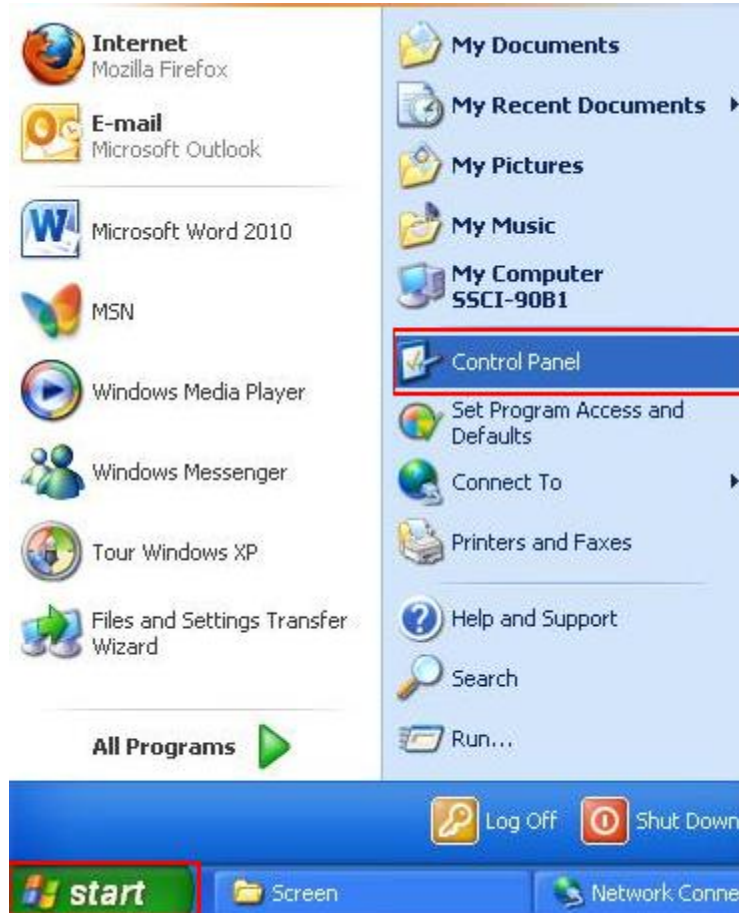 Internet
Mozilla Firefox
E-mail
Microsoft Outlook
Microsoft Word 2010
MSN
Windows Media Player
Windows Messenger
Tour Windows XP
Files and Settings Transfer
Wizard
All Programs
My Documents
My Recent Documents
My Pictures
My Music
My Computer
SSCI-90B1
Control Panel
Set Program Access and
Defaults
Connect To
Printers and Faxes
Help and Support
Search
Run...
Log Off
Shut Down
start
Screen
Network Conne